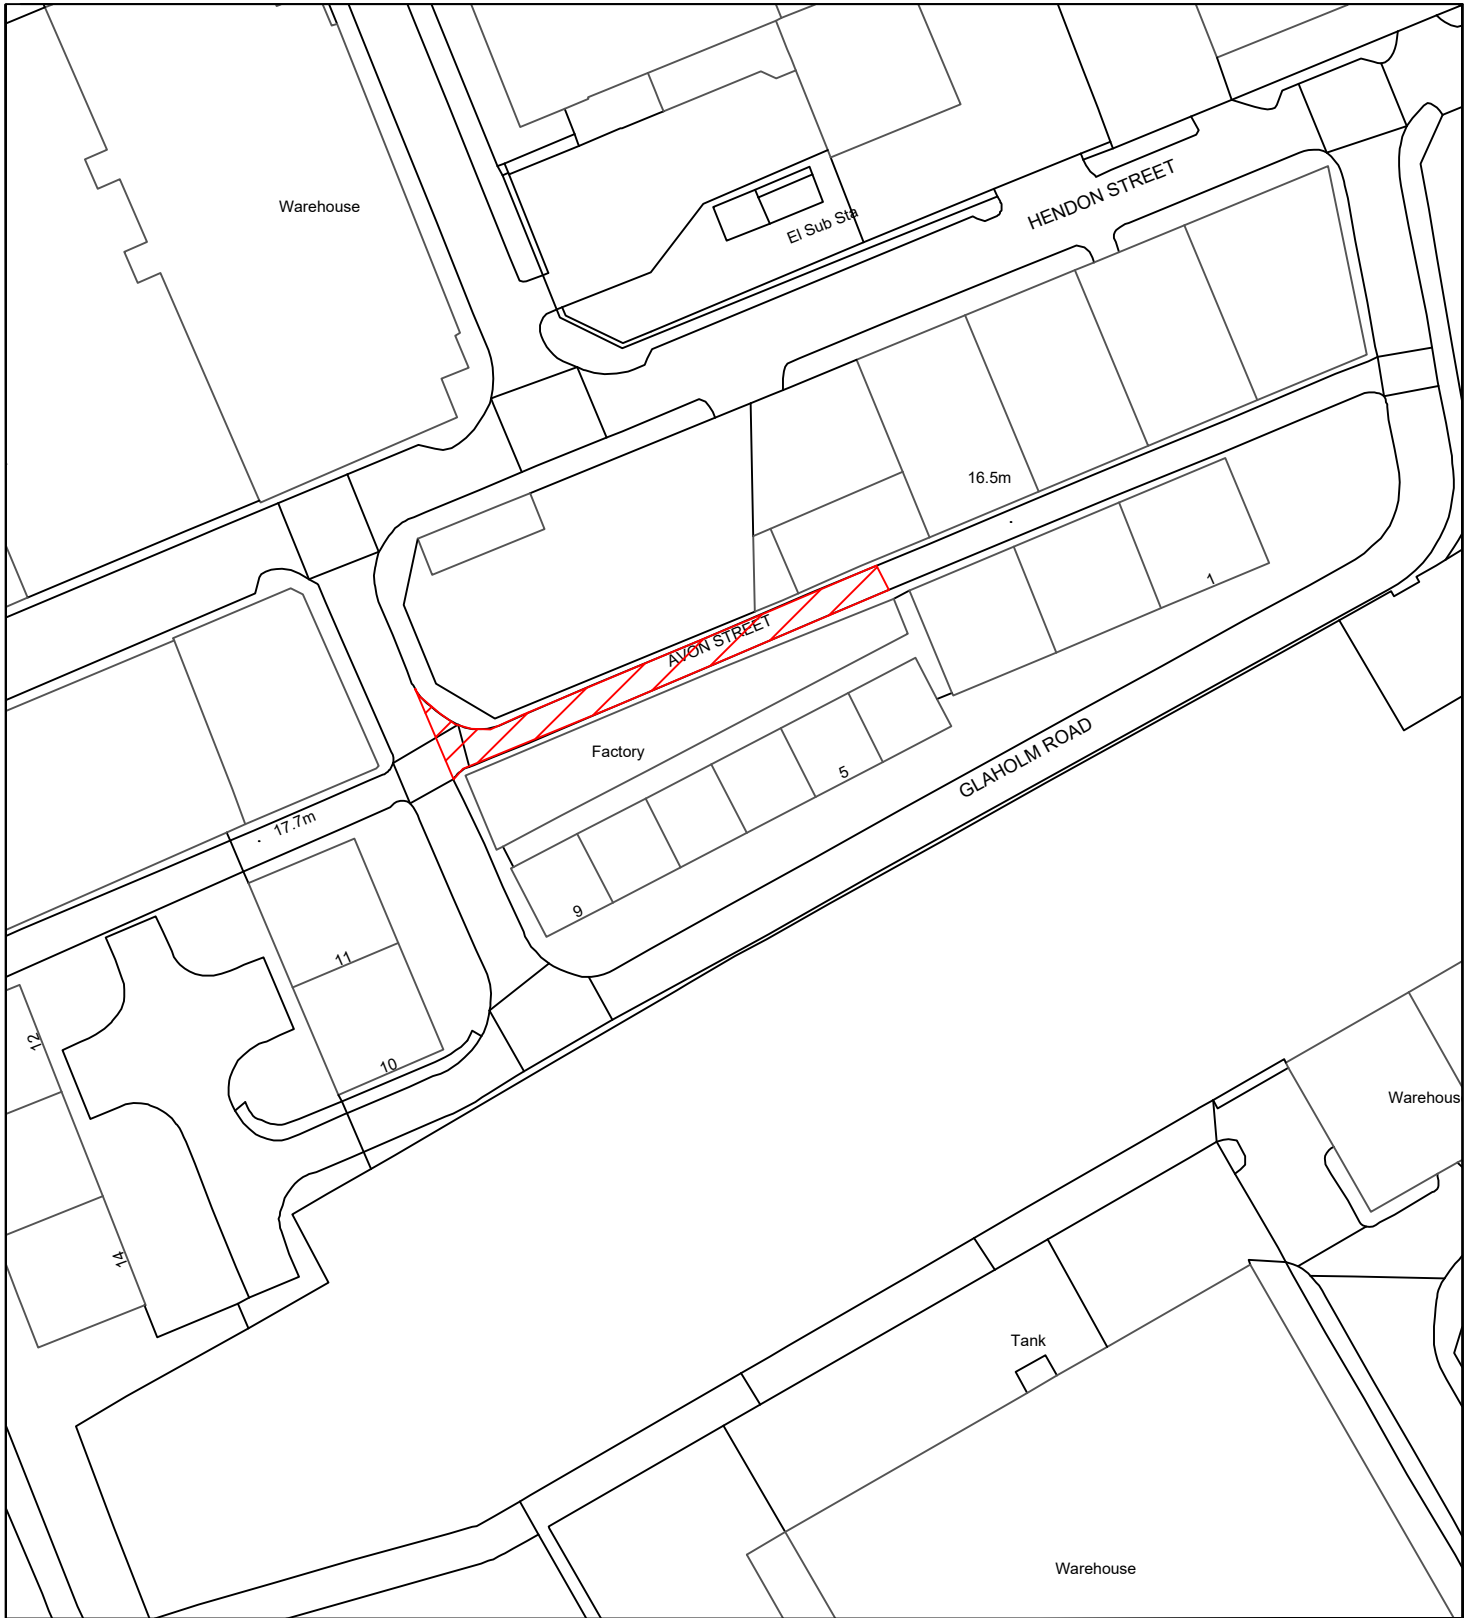 Warehouse
El Sub Sta
HENDON STREET
16.5m
1
AVON STREET
Factory
GLAHOLM ROAD
5
17.7m
9
11
12
10
Warehous
14
Tank
Warehouse